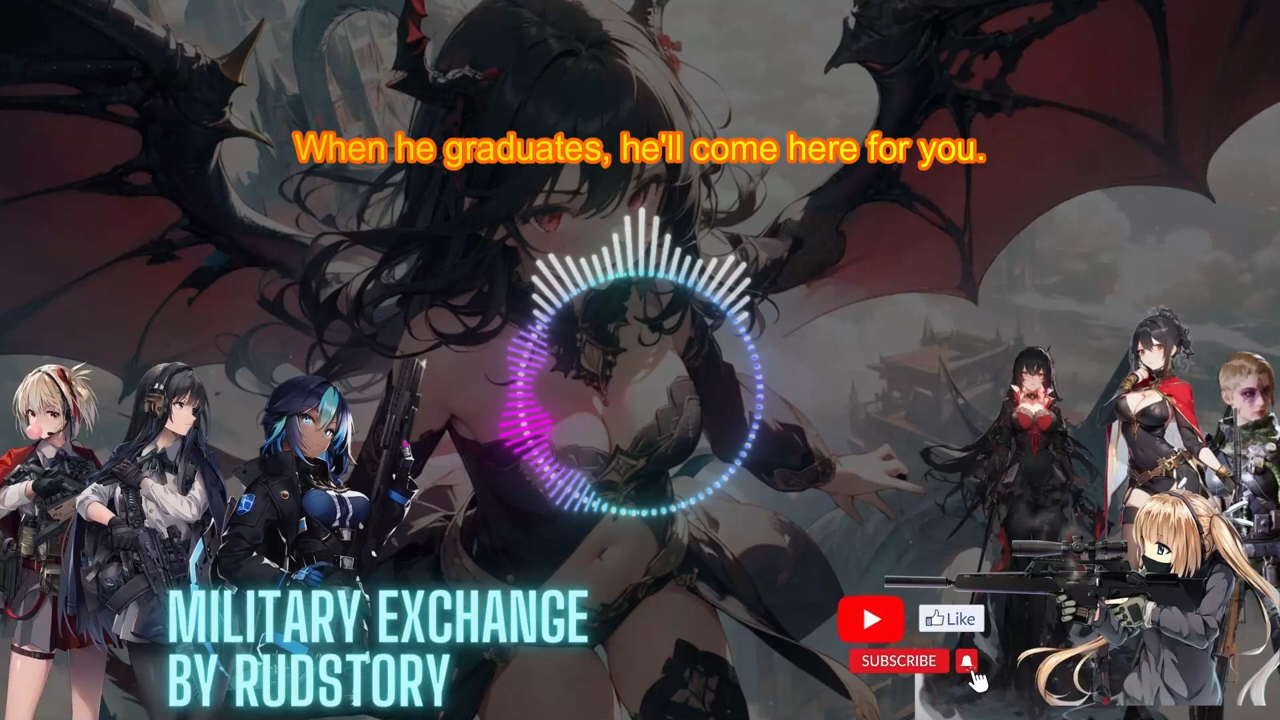 When he graduates, he'll come here for you.
MILITARY EXCHANGE
BY RUDSTORY
Like
SUBSCRIBE